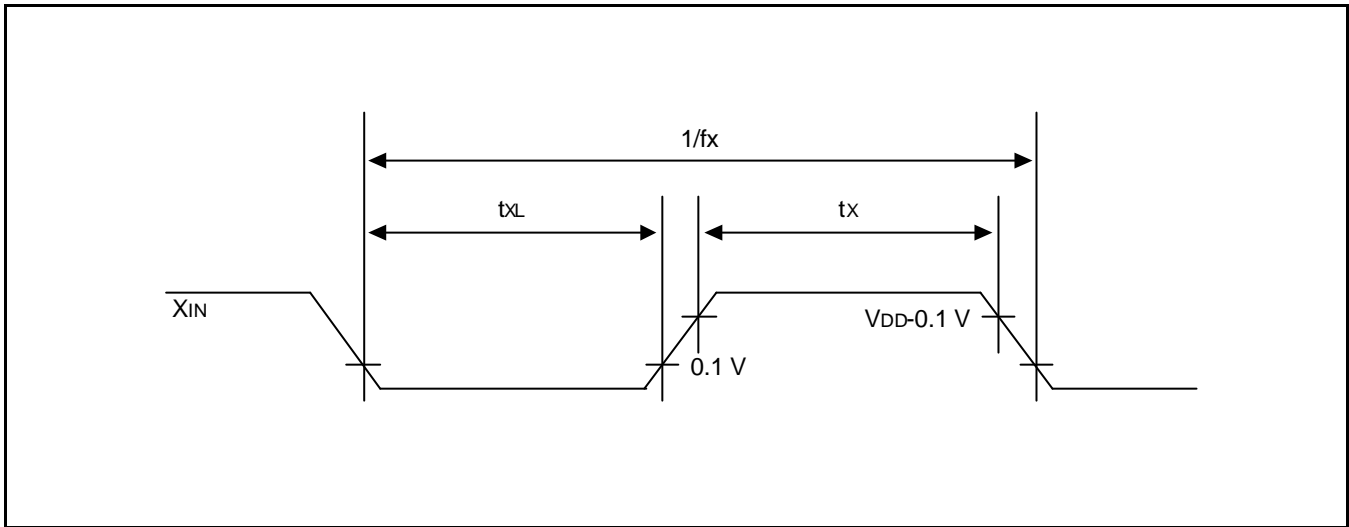 1/fx
tXL
tX
XIN
VDD-0.1 V
0.1 V